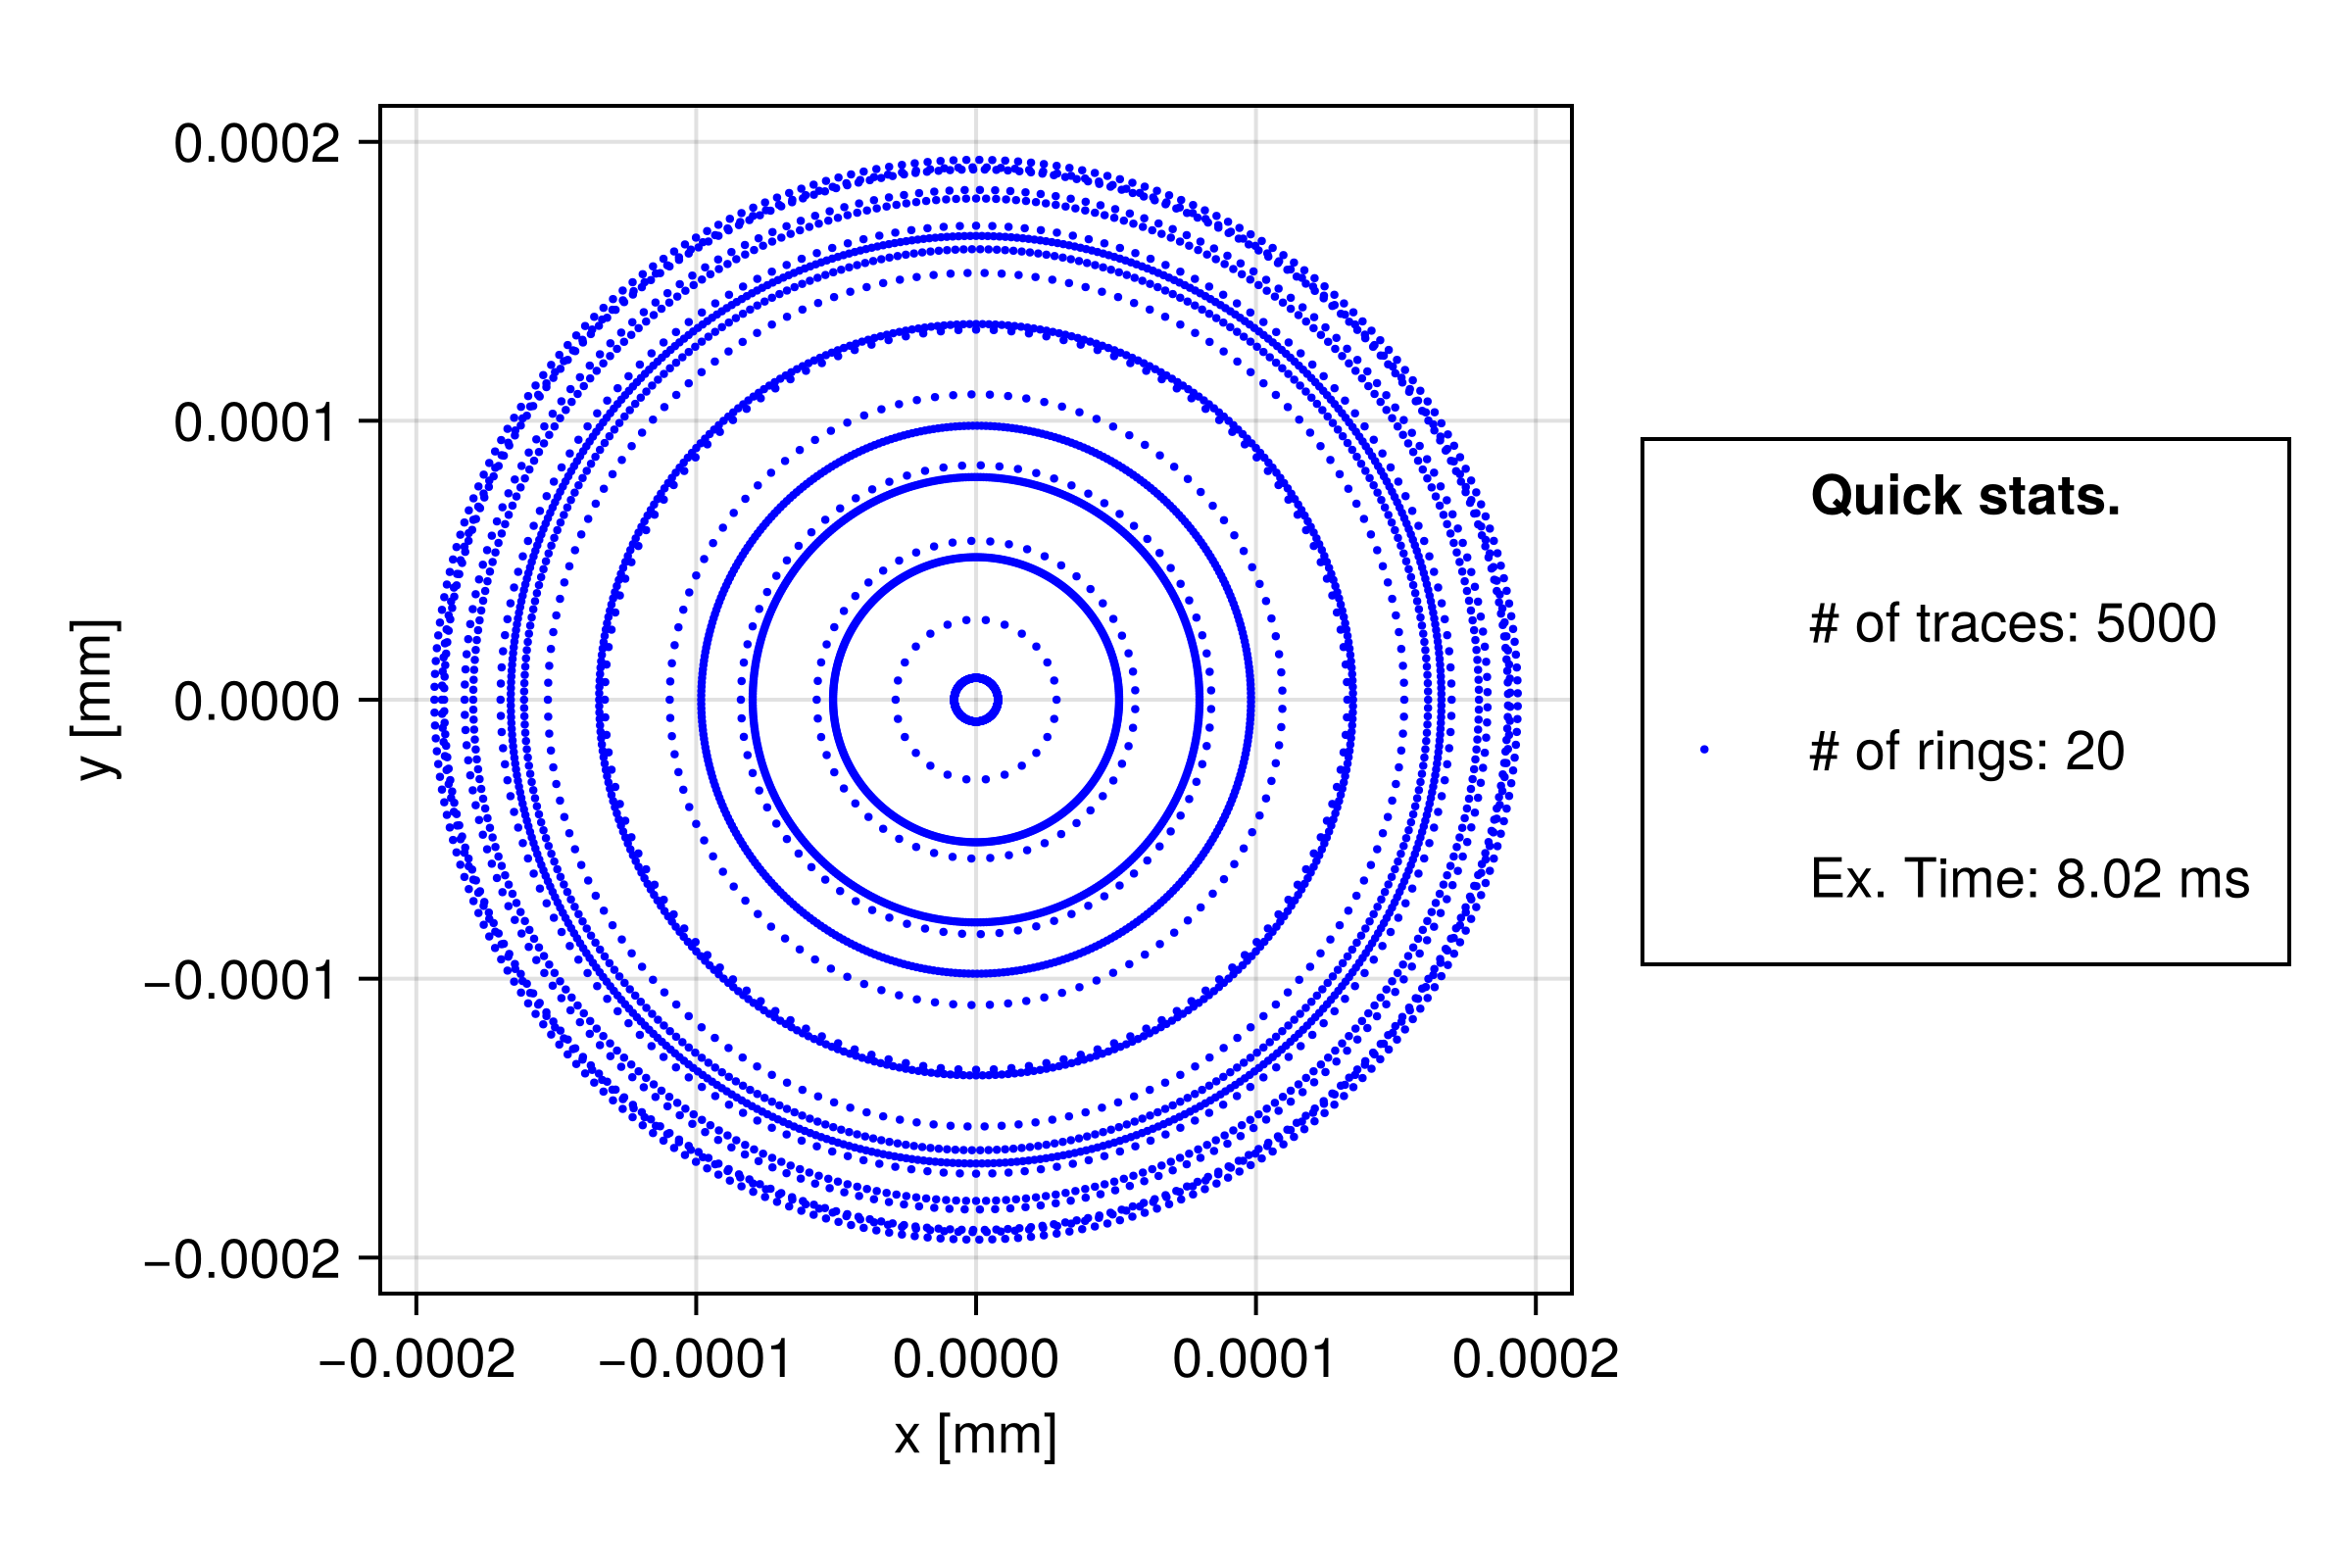 0.0002
0.0001
0.0000
−0.0001
−0.0002
y [mm]
−0.0002 −0.0001 0.0000 0.0001 0.0002
x [mm]
Quick stats.
# of traces: 5000
# of rings: 20
Ex. Time: 8.02 ms